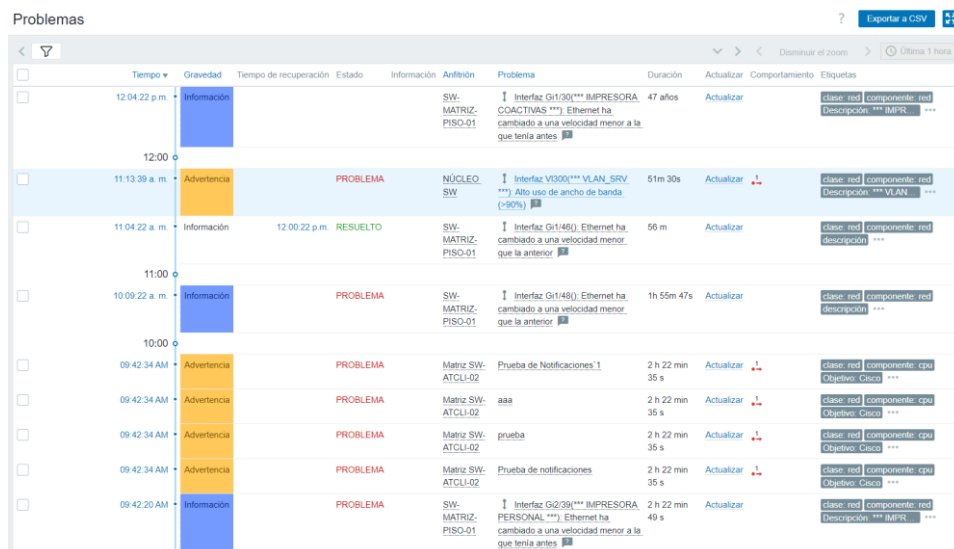 Problemas
? Exportar a CSV
Disminuir el zoom Última 1 hora
Tiempo Gravedad Tiempo de recuperación Estado Información Anfitrión Problema Duración Actualizar Comportamiento Etiquetas
12:04:22 p.m. Información SW- Interfaz Gi1/30(*** IMPRESORA 47 años Actualizar clase: red componente: red
MATRIZ- COACTIVAS ***): Ethernet ha Descripción: *** IMPR... •••
PISO-01 cambiado a una velocidad menor a la
que tenía antes ?
12:00
11:13:39 a. m. Advertencia PROBLEMA NÚCLEO Interfaz VI300(*** VLAN_SRV 51m 30s Actualizar 1 clase: red componente: red
SW ***): Alto uso de ancho de banda Descripción: *** VLAN... •••
(>90%) ?
11:04:22 a. m. Información 12:00:22 p.m. RESUELTO SW- Interfaz Gi1/46(): Ethernet ha 56 m Actualizar clase: red componente: red
MATRIZ- cambiado a una velocidad menor descripción •••
PISO-01 que la anterior ?
11:00
10:09:22 a. m. Información PROBLEMA SW- Interfaz Gi1/48(): Ethernet ha 1h 55m 47s Actualizar clase: red componente: red
MATRIZ- cambiado a una velocidad menor descripción •••
PISO-01 que la anterior ?
10:00
09:42:34 AM Advertencia PROBLEMA Matriz SW- Prueba de Notificaciones`1 2 h 22 min Actualizar 1 clase: red componente: cpu
ATCLI-02 35 s Objetivo: Cisco •••
09:42:34 AM Advertencia PROBLEMA Matriz SW- aaa 2 h 22 min Actualizar 1 clase: red componente: cpu
ATCLI-02 35 s Objetivo: Cisco •••
09:42:34 AM Advertencia PROBLEMA Matriz SW- prueba 2 h 22 min Actualizar 1 clase: red componente: cpu
ATCLI-02 35 s Objetivo: Cisco •••
09:42:34 AM Advertencia PROBLEMA Matriz SW- Prueba de notificaciones 2 h 22 min Actualizar 1 clase: red componente: cpu
ATCLI-02 35 s Objetivo: Cisco •••
09:42:20 AM Información PROBLEMA SW- Interfaz Gi2/39(*** IMPRESORA 2 h 22 min Actualizar clase: red componente: red
MATRIZ- PERSONAL ***): Ethernet ha 49 s Descripción: *** IMPR... •••
PISO-01 cambiado a una velocidad menor a la
que tenía antes ?